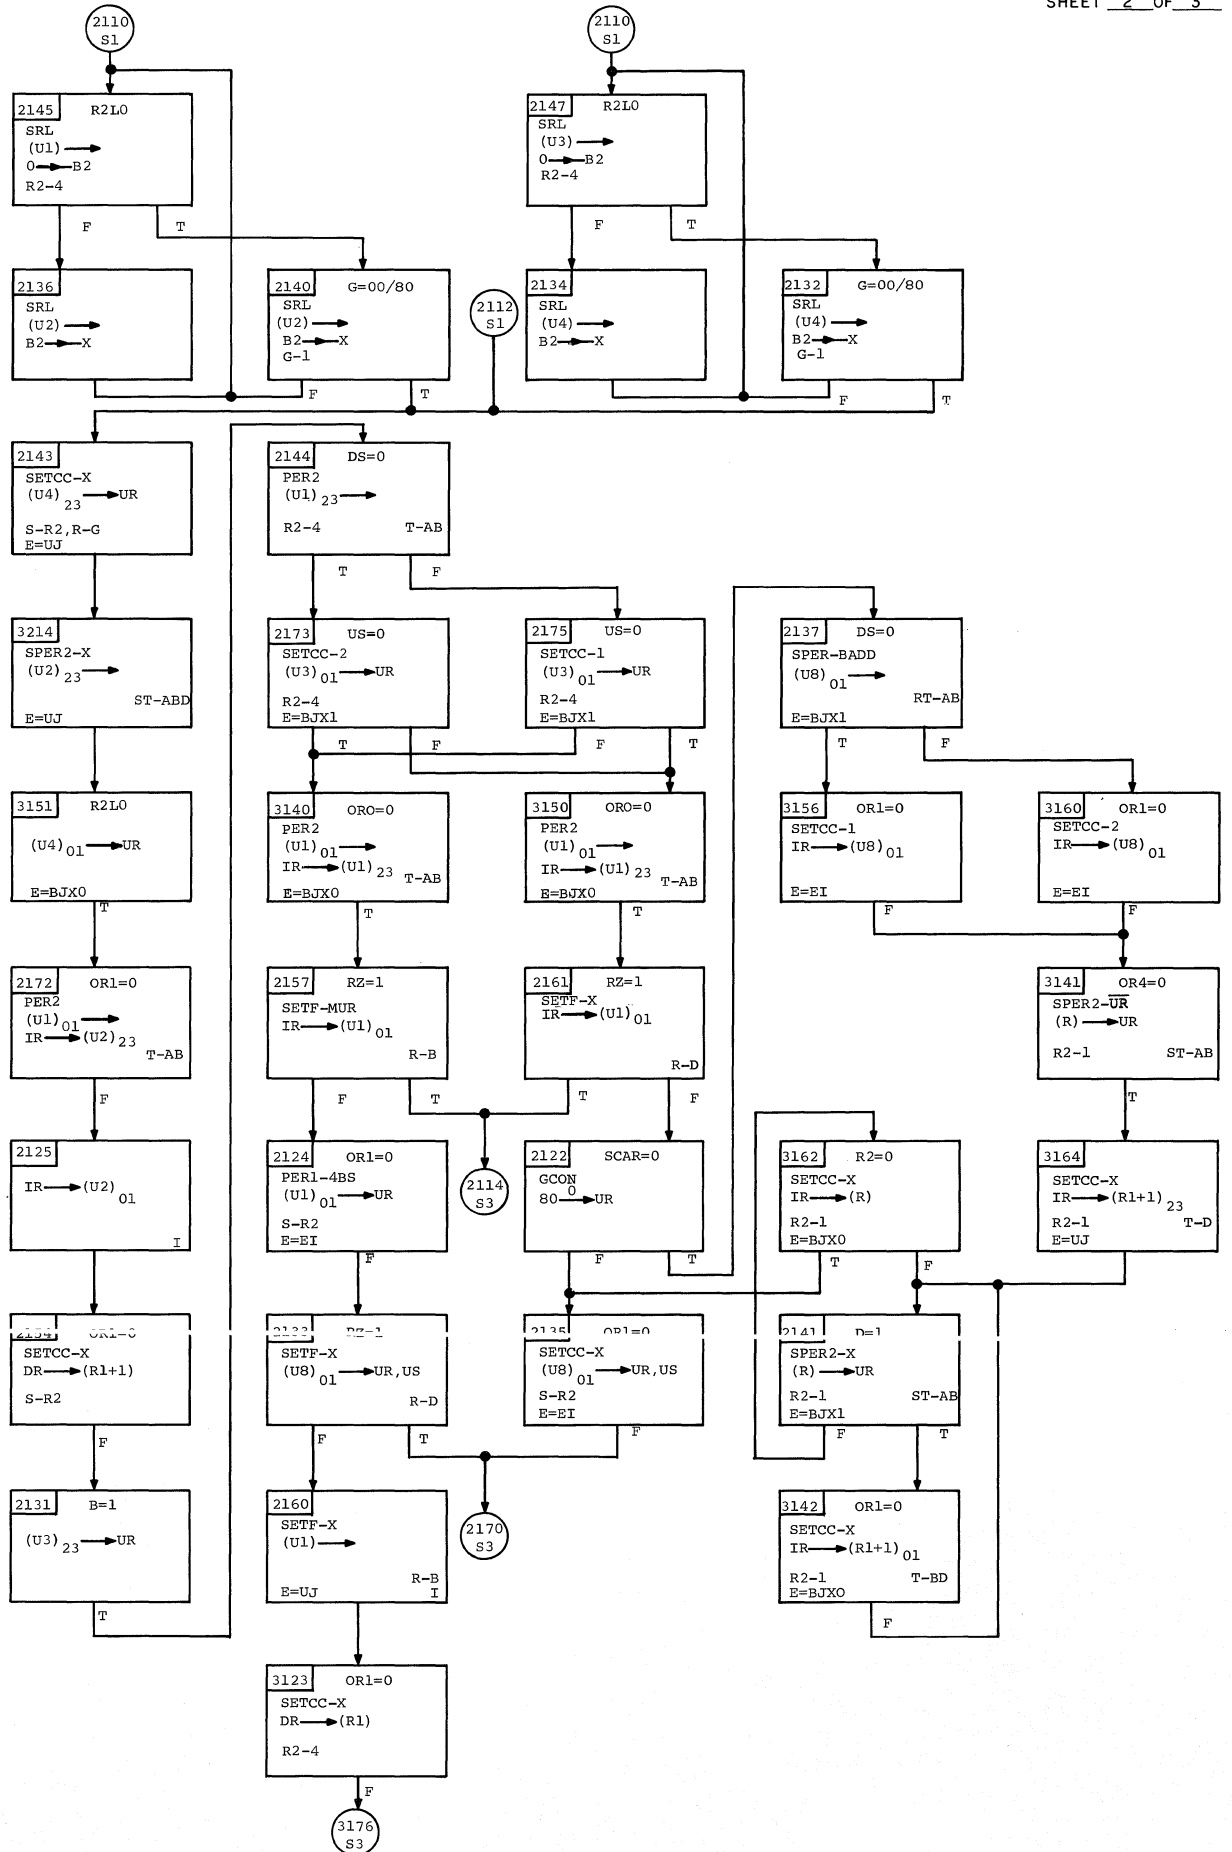 SHEET 2 OF 3
2110
S1
2110
S1
2145 R2L0
SRL
(U1)
0 B2
R2-4
F
T
2147 R2L0
SRL
(U3)
0 B2
R2-4
F
T
2136
SRL
(U2)
B2 X
2140 G=00/80
SRL
(U2)
B2 X
G-1
F
T
2112
S1
2134
SRL
(U4)
B2 X
2132 G=00/80
SRL
(U4)
B2 X
G-1
F
T
2143
SETCC-X
(U4)23 UR
S-R2,R-G
E=UJ
2144 DS=0
PER2
(U1)23
R2-4 T-AB
T
F
3214
SPER2-X
(U2)23
ST-ABD
E=UJ
2173 US=0
SETCC-2
(U3)01 UR
R2-4
E=BJX1
T
F
2175 US=0
SETCC-1
(U3)01 UR
R2-4
E=BJX1
F
T
2137 DS=0
SPER-BADD
(U8)01
RT-AB
E=BJX1
T
F
3151 R2L0
(U4)01 UR
E=BJX0
T
3140 OR0=0
PER2
(U1)01
IR (U1)23
T-AB
E=BJX0
T
3150 OR0=0
PER2
(U1)01
IR (U1)23
T-AB
E=BJX0
T
3156 OR1=0
SETCC-1
IR (U8)01
E=EI
F
3160 OR1=0
SETCC-2
IR (U8)01
E=EI
F
2172 OR1=0
PER2
(U1)01
IR (U2)23
T-AB
F
2157 RZ=1
SETF-MUR
IR (U1)01
R-B
F
T
2161 RZ=1
SETF-X
IR (U1)01
R-D
T
F
3141 OR4=0
SPER2-U̅R̅
(R) UR
R2-1 ST-AB
T
2125
IR (U2)01
I
2124 OR1=0
PER1-4BS
(U1)01 UR
S-R2
E=EI
F
2114
S3
2122 SCAR=0
GCON
0
80 UR
F
T
3162 R2=0
SETCC-X
IR (R)
R2-1
E=BJX0
T
F
3164
SETCC-X
IR (R1+1)23
R2-1 T-D
E=UJ
2154 OR1=0
SETCC-X
DR (R1+1)
S-R2
F
2133 RZ=1
SETF-X
(U8)01 UR,US
R-D
F
T
2135 OR1=0
SETCC-X
(U8)01 UR,US
S-R2
E=EI
F
2141 D=1
SPER2-X
(R) UR
R2-1 ST-AB
E=BJX1
F
T
2131 B=1
(U3)23 UR
T
2160
SETF-X
(U1)
R-B
E=UJ I
2170
S3
3142 OR1=0
SETCC-X
IR (R1+1)01
R2-1 T-BD
E=BJX0
F
3123 OR1=0
SETCC-X
DR (R1)
R2-4
F
3176
S3